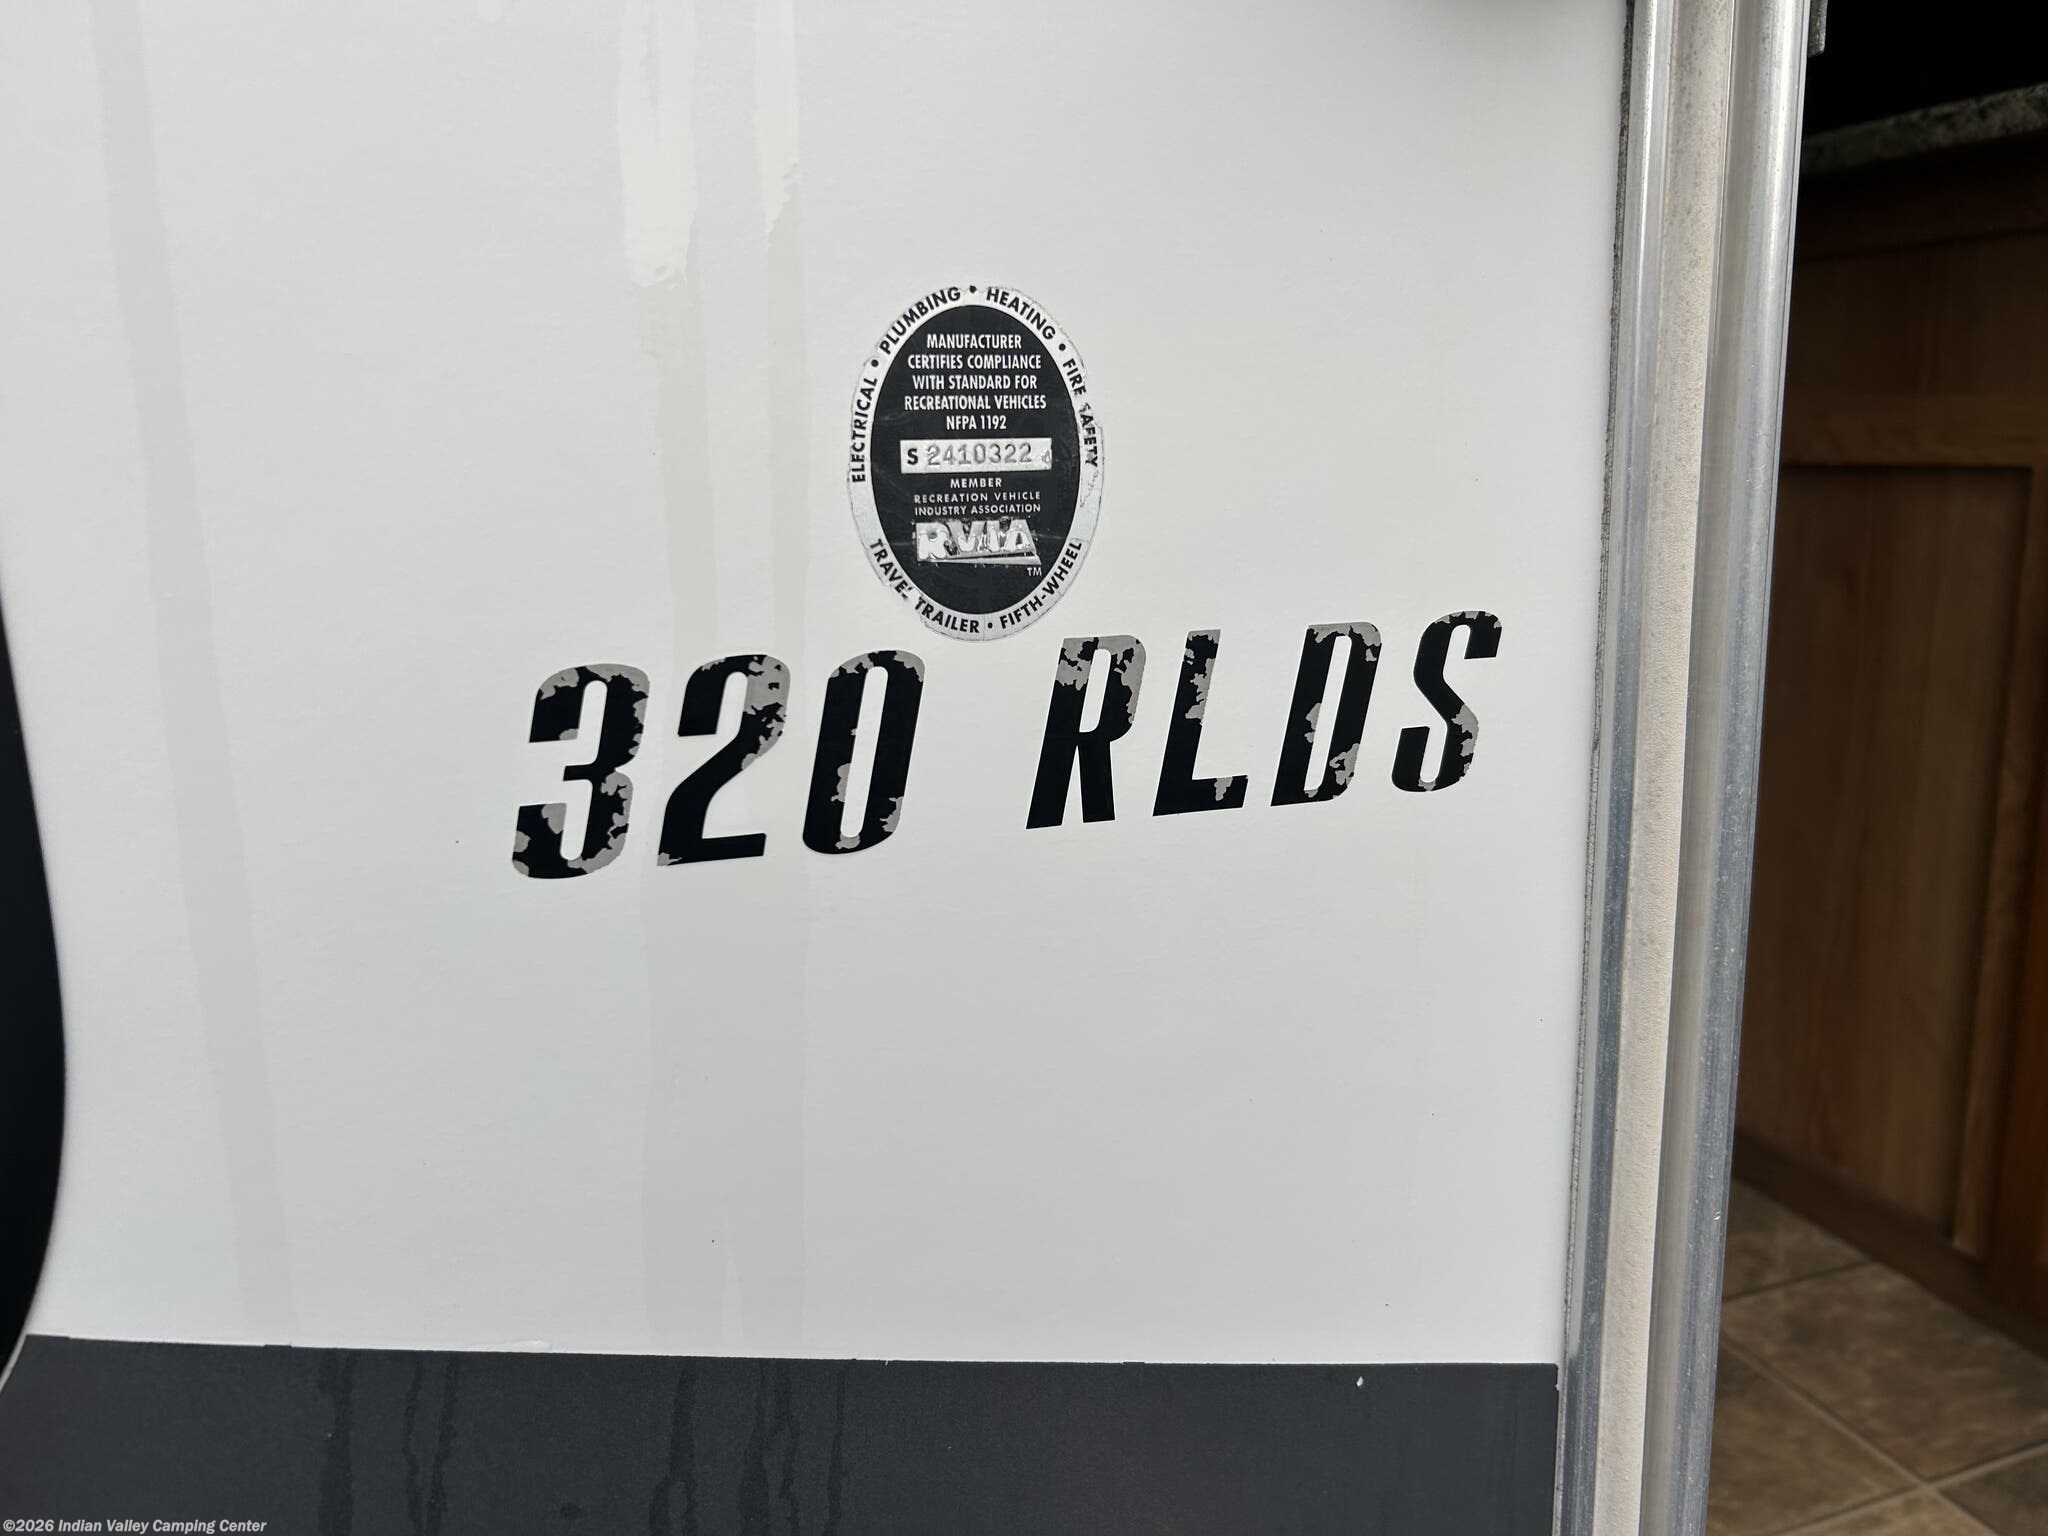 ELECTRICAL • PLUMBING • HEATING • FIRE SAFETY
MANUFACTURER
CERTIFIES COMPLIANCE
WITH STANDARD FOR
RECREATIONAL VEHICLES
NFPA 1192
S 2410322
MEMBER
RECREATION VEHICLE
INDUSTRY ASSOCIATION
RVIA
TM
TRAVEL TRAILER • FIFTH-WHEEL
320 RLDS
©2026 Indian Valley Camping Center